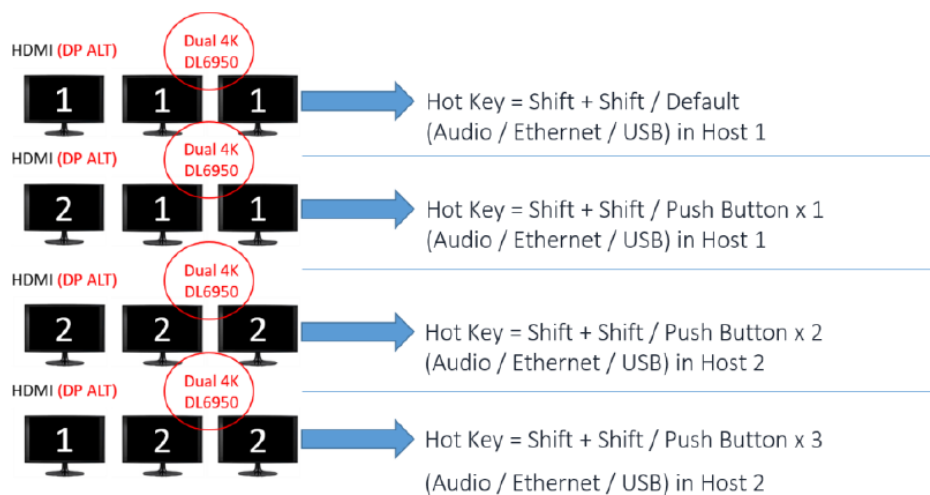 Dual 4K
DL6950
HDMI (DP ALT)
1 1 1
Hot Key = Shift + Shift / Default
(Audio / Ethernet / USB) in Host 1
Dual 4K
DL6950
HDMI (DP ALT)
2 1 1
Hot Key = Shift + Shift / Push Button x 1
(Audio / Ethernet / USB) in Host 1
Dual 4K
DL6950
HDMI (DP ALT)
2 2 2
Hot Key = Shift + Shift / Push Button x 2
(Audio / Ethernet / USB) in Host 2
Dual 4K
DL6950
HDMI (DP ALT)
1 2 2
Hot Key = Shift + Shift / Push Button x 3
(Audio / Ethernet / USB) in Host 2